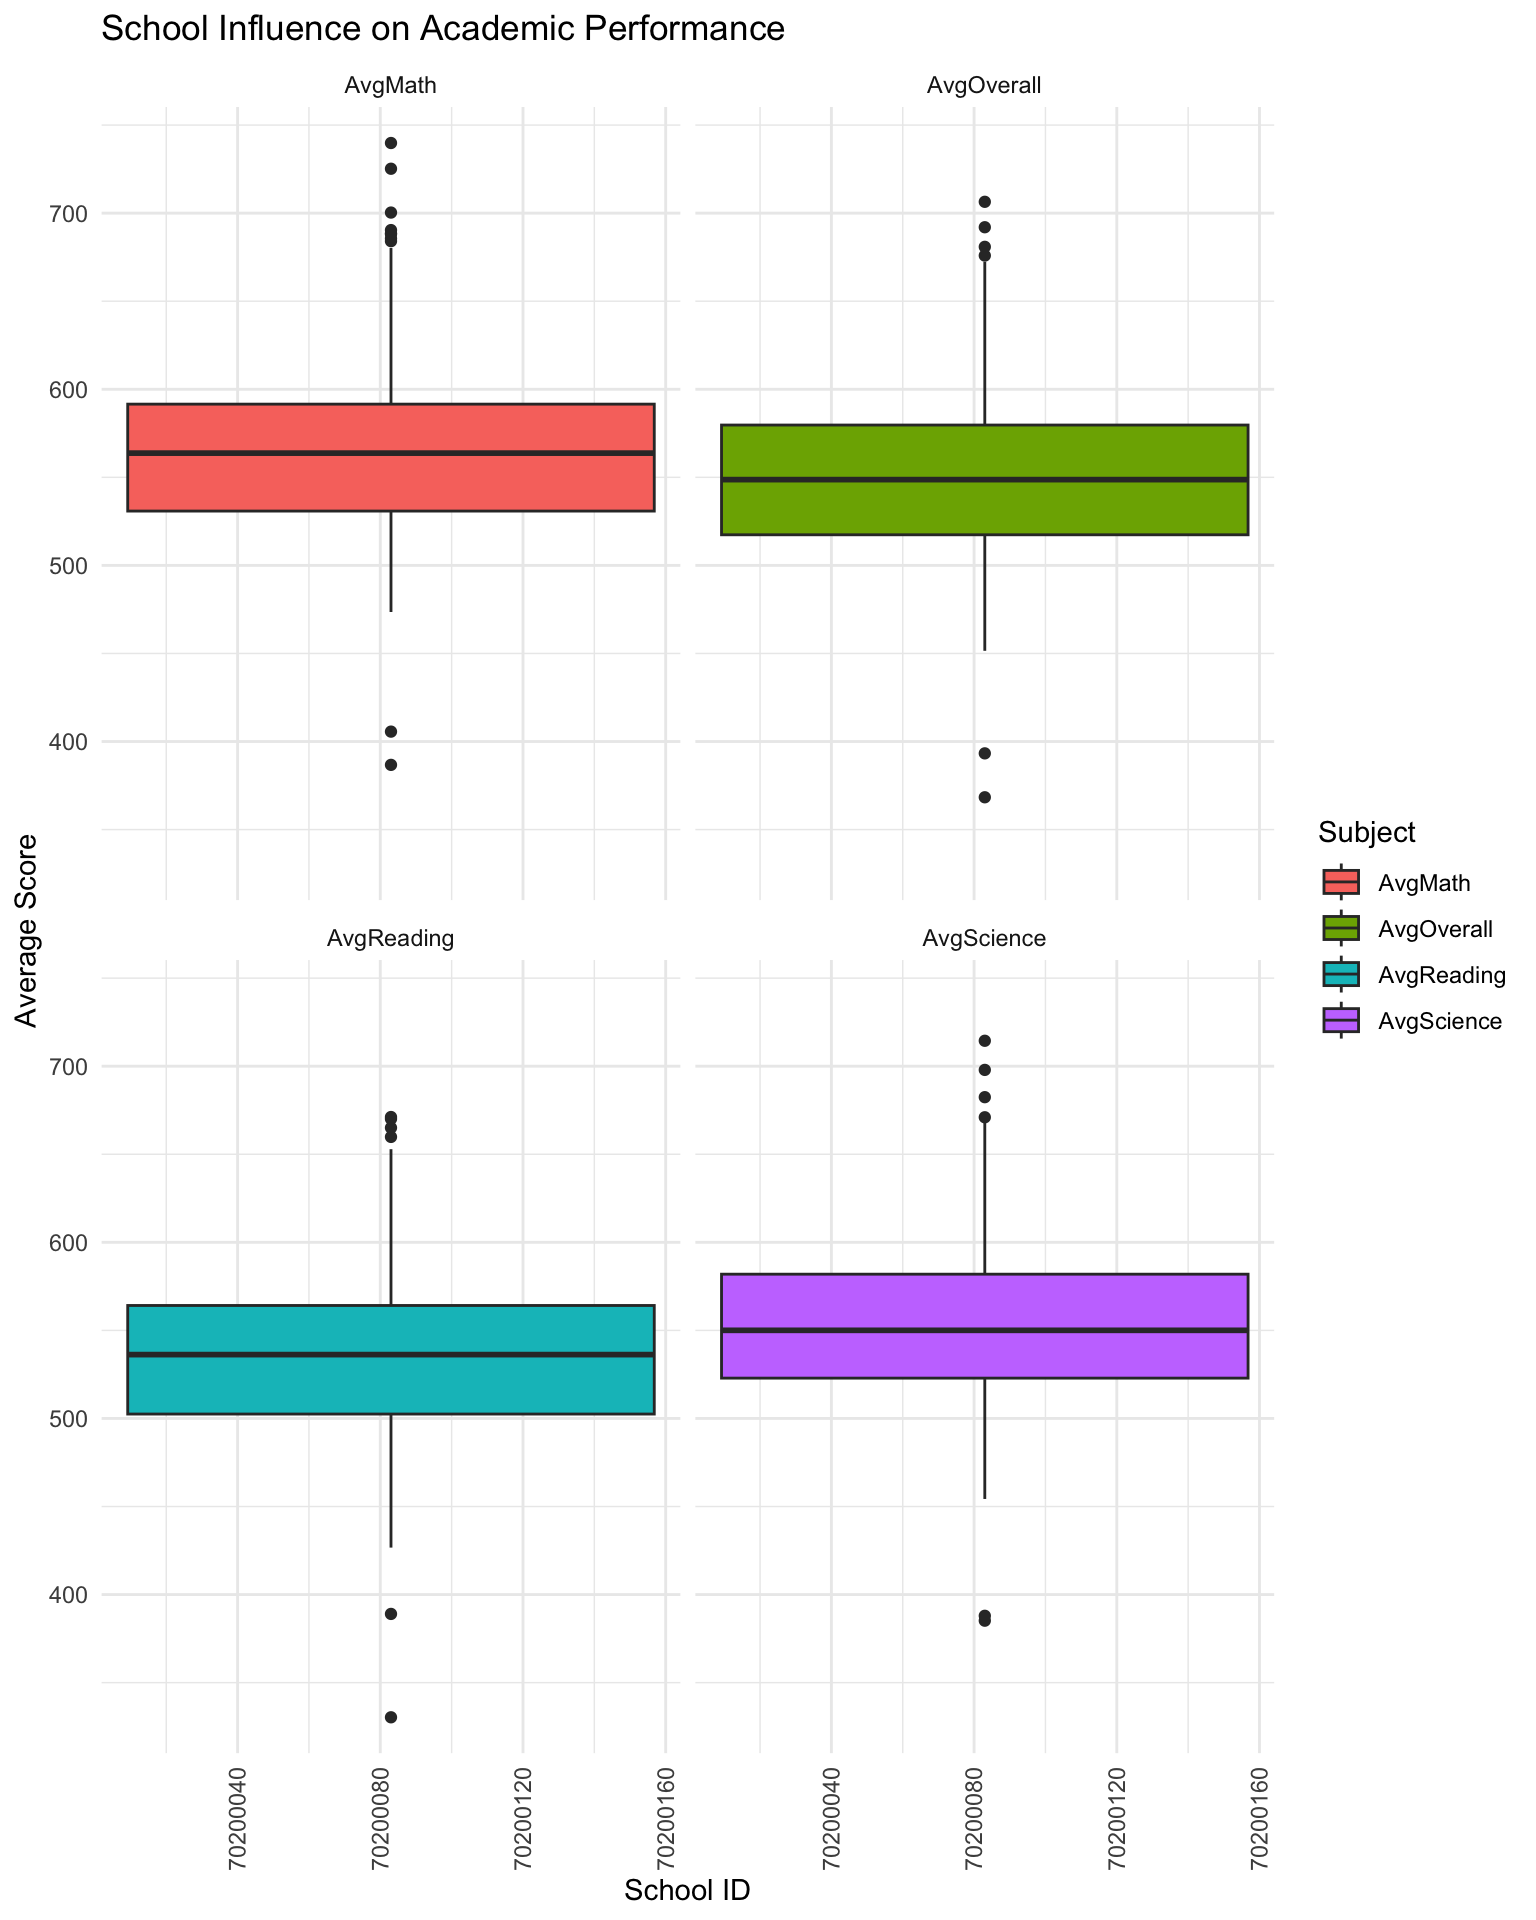 School Influence on Academic Performance
AvgMath
AvgOverall
700
600
500
400
AvgReading
AvgScience
700
600
500
400
70200040
70200080
70200120
70200160
70200040
70200080
70200120
70200160
School ID
Average Score
Subject
AvgMath
AvgOverall
AvgReading
AvgScience